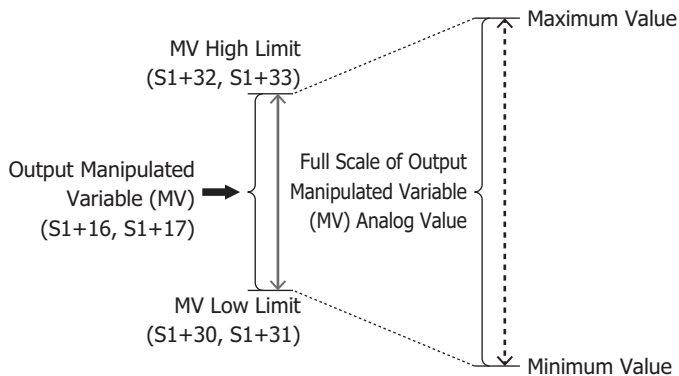 Maximum Value
MV High Limit
(S1+32, S1+33)
Output Manipulated
Variable (MV)
(S1+16, S1+17)
Full Scale of Output
Manipulated Variable
(MV) Analog Value
MV Low Limit
(S1+30, S1+31)
Minimum Value